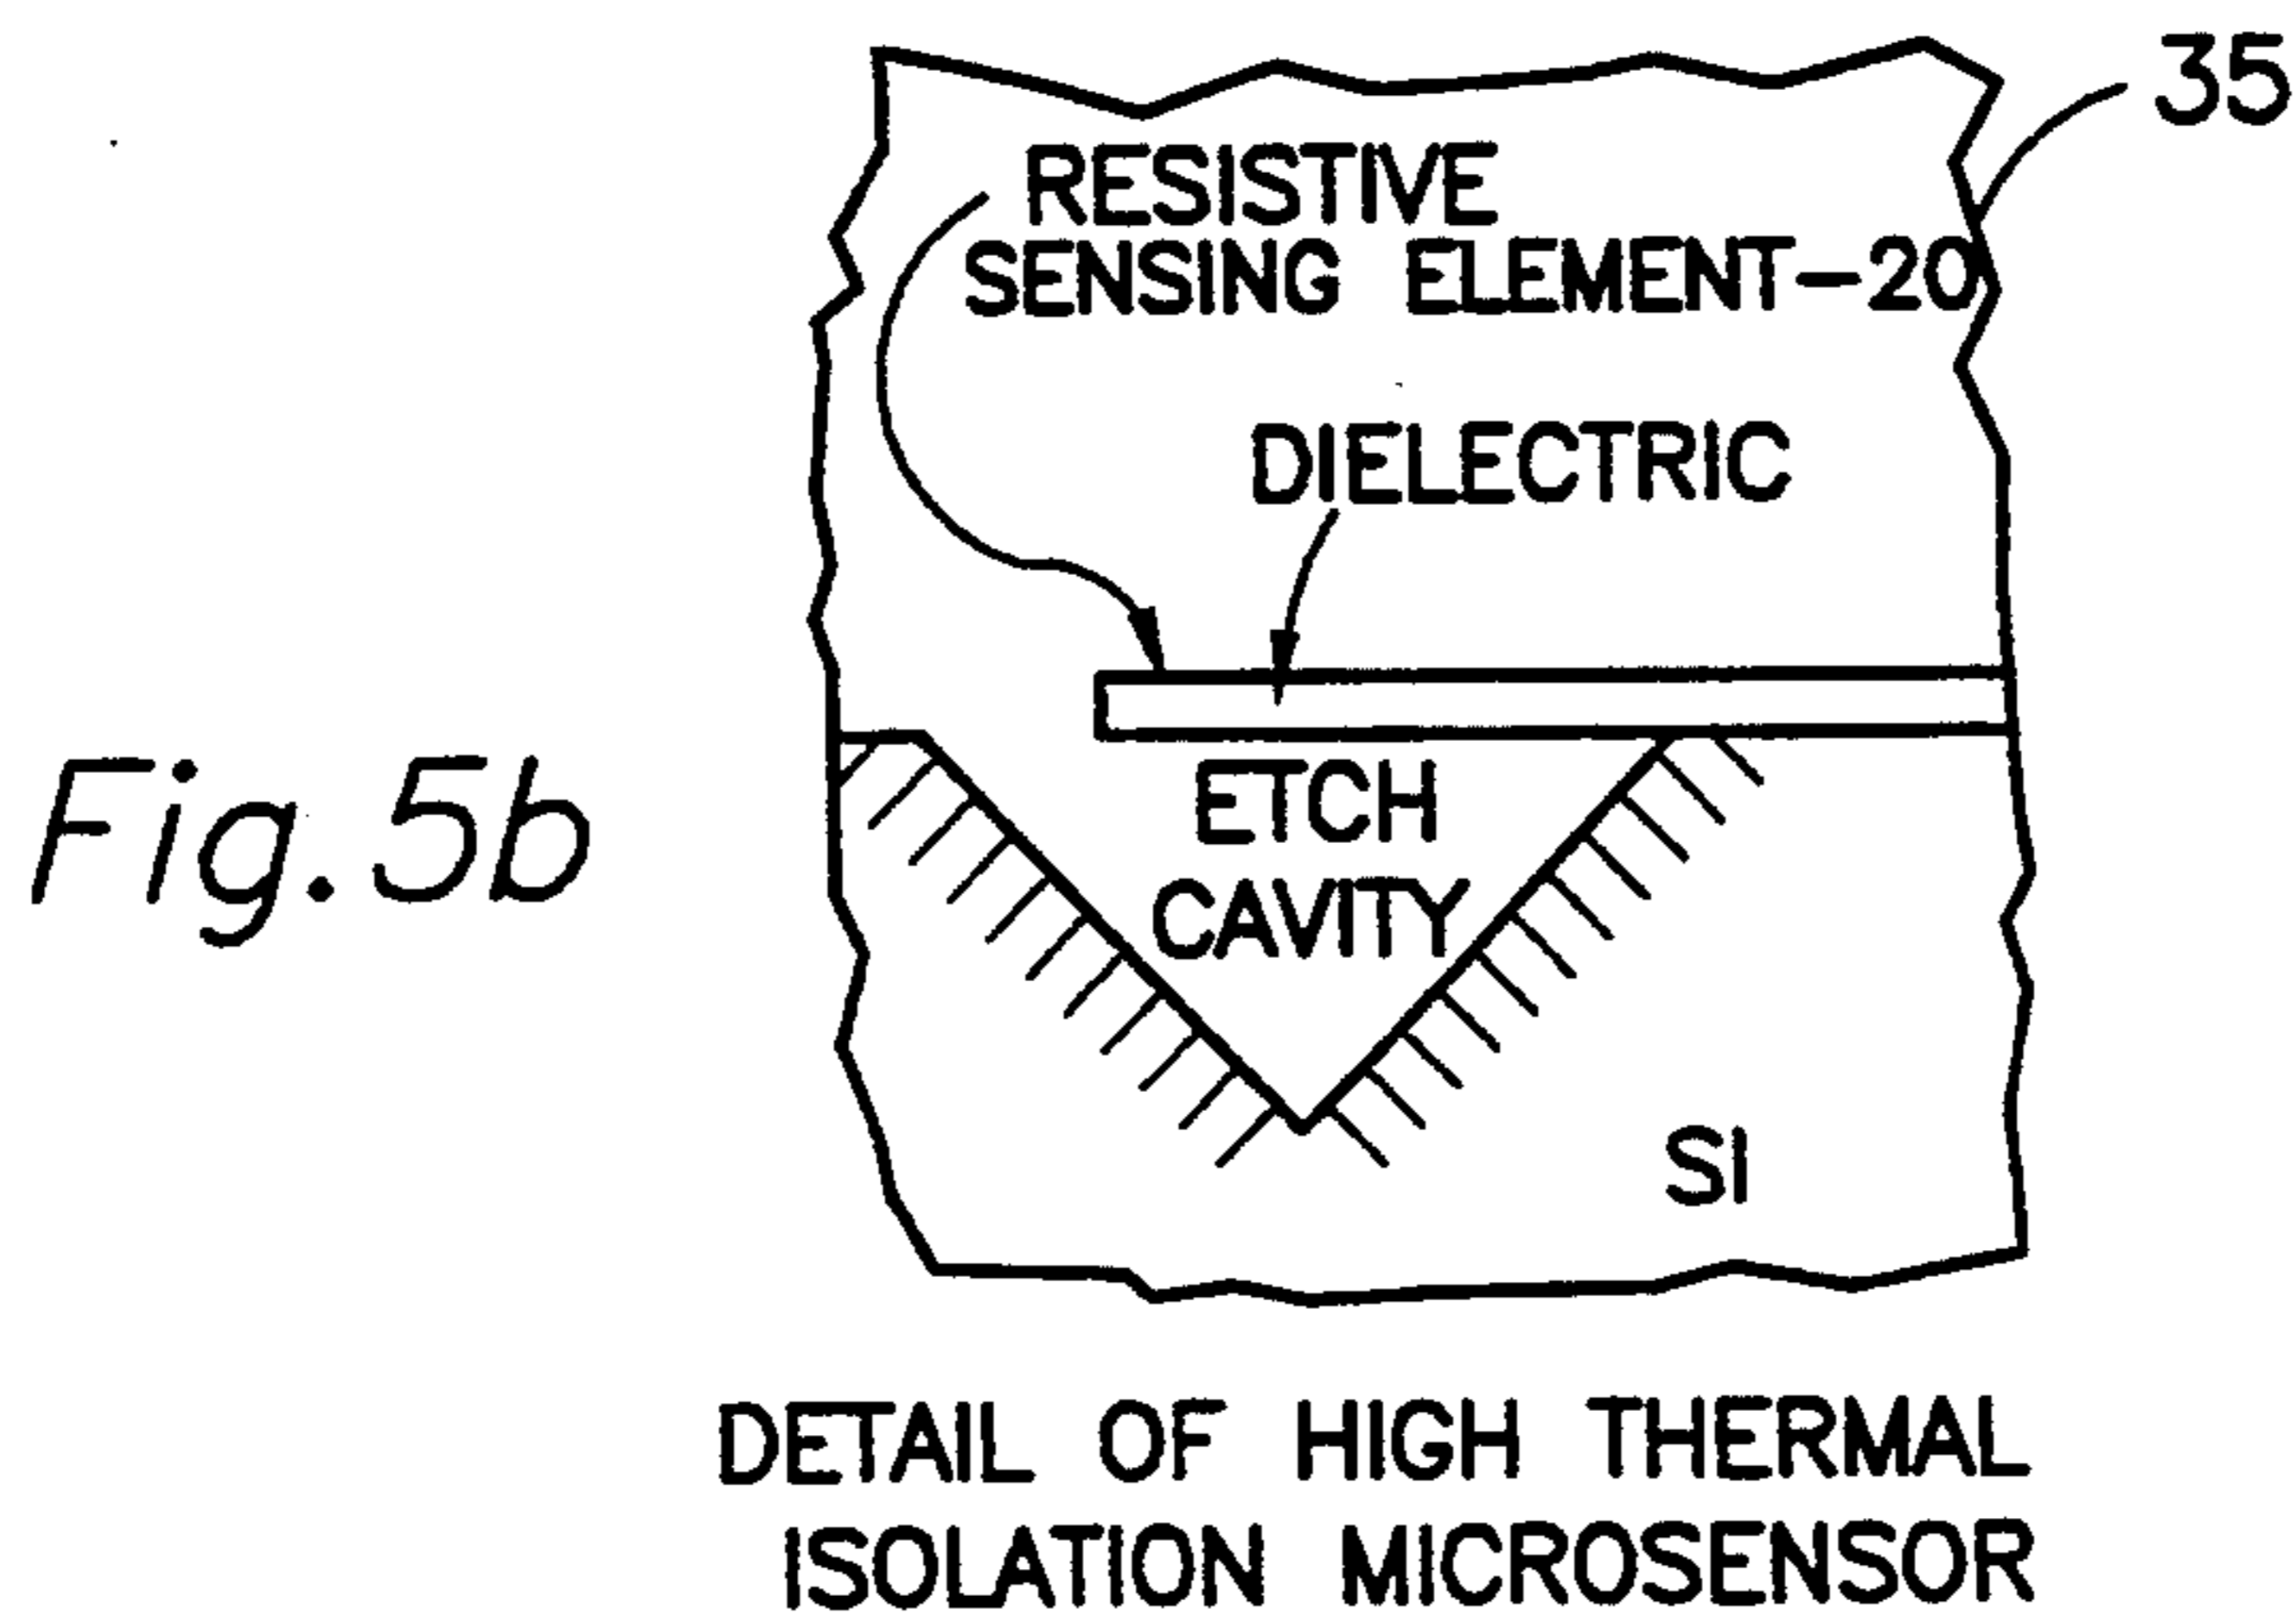 35
RESISTIVE
SENSING ELEMENT-20
DIELECTRIC
Fig.5b
ETCH
CAVITY
SI
DETAIL OF HIGH THERMAL
ISOLATION MICROSENSOR